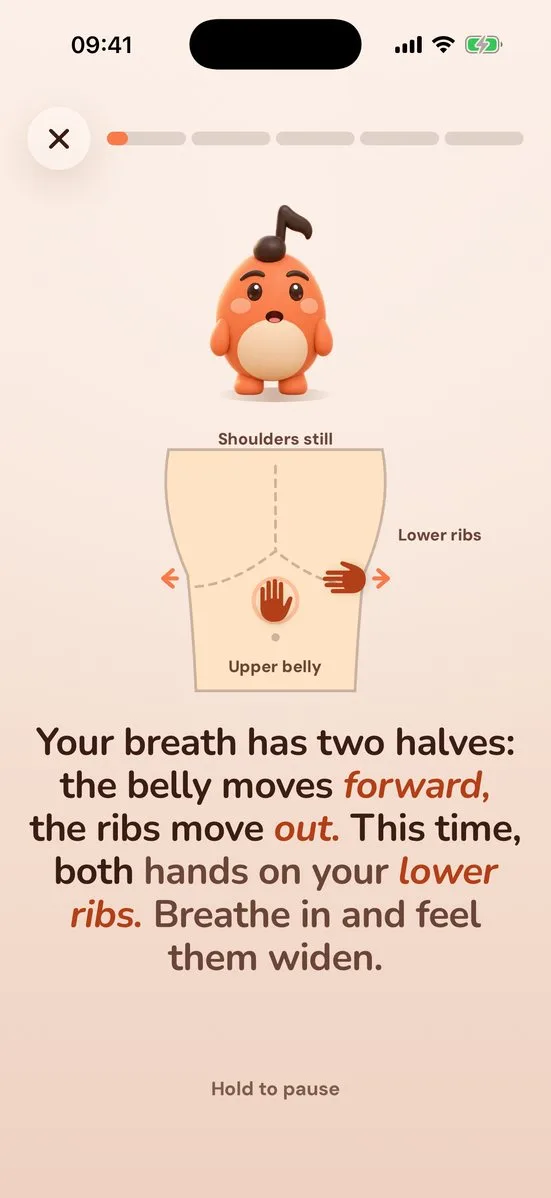 09:41
Shoulders still
Lower ribs
Upper belly
Your breath has two halves:
the belly moves forward,
the ribs move out. This time,
both hands on your lower
ribs. Breathe in and feel
them widen.
Hold to pause